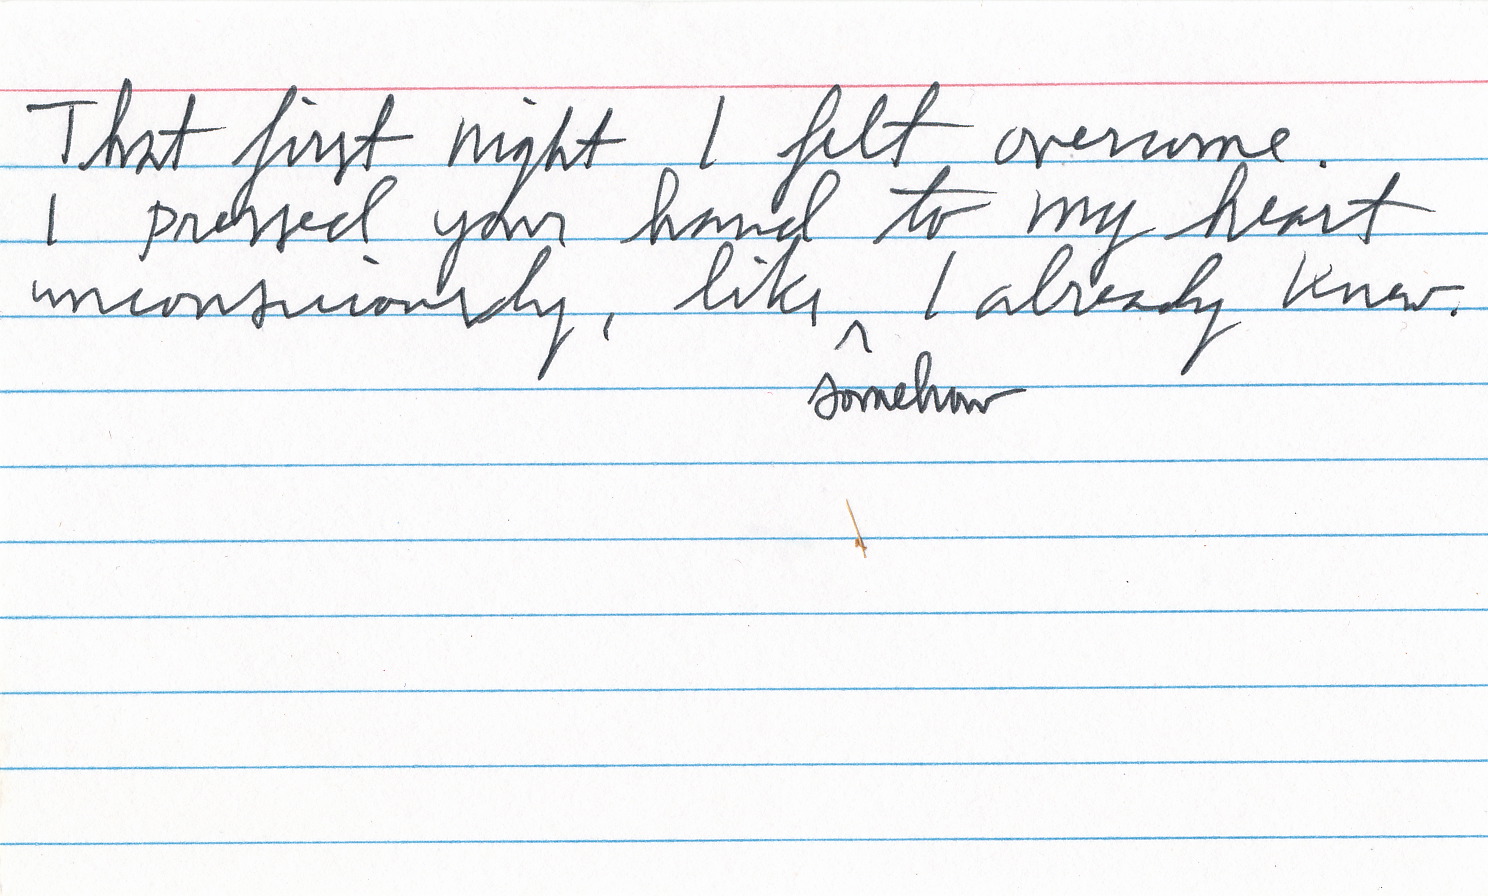 That first night I felt overcome.
I pressed your hand to my heart
unconsciously, like ^ I already knew.
somehow